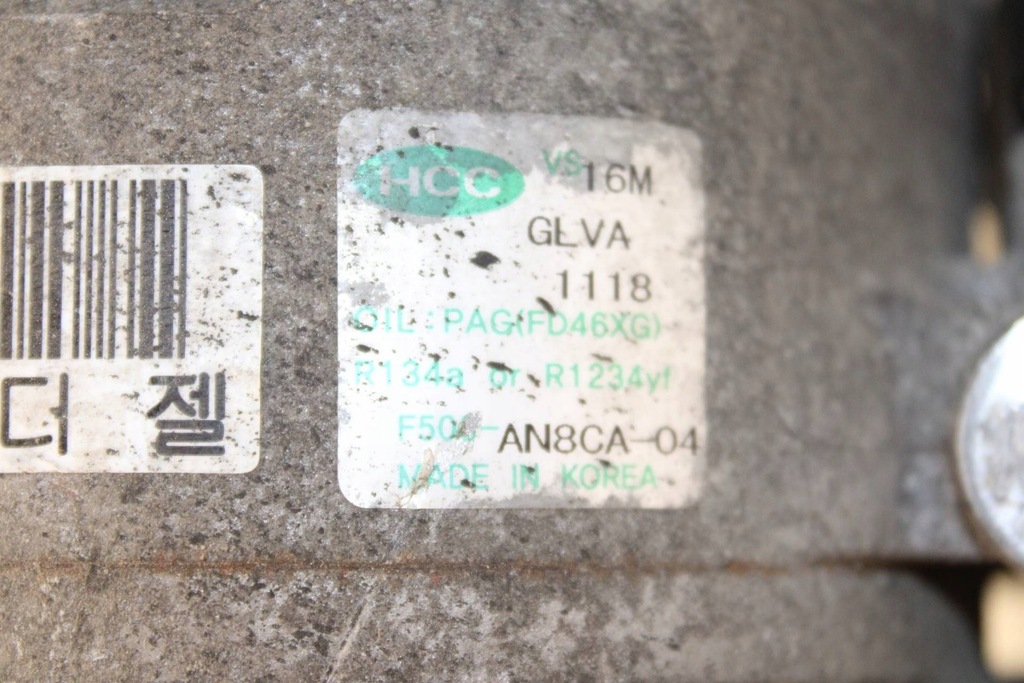 디 젤
HCC VS16M
GLVA
1118
OIL : PAG(FD46XG)
R134a or R1234yf
AN8CA-04
MADE IN KOREA